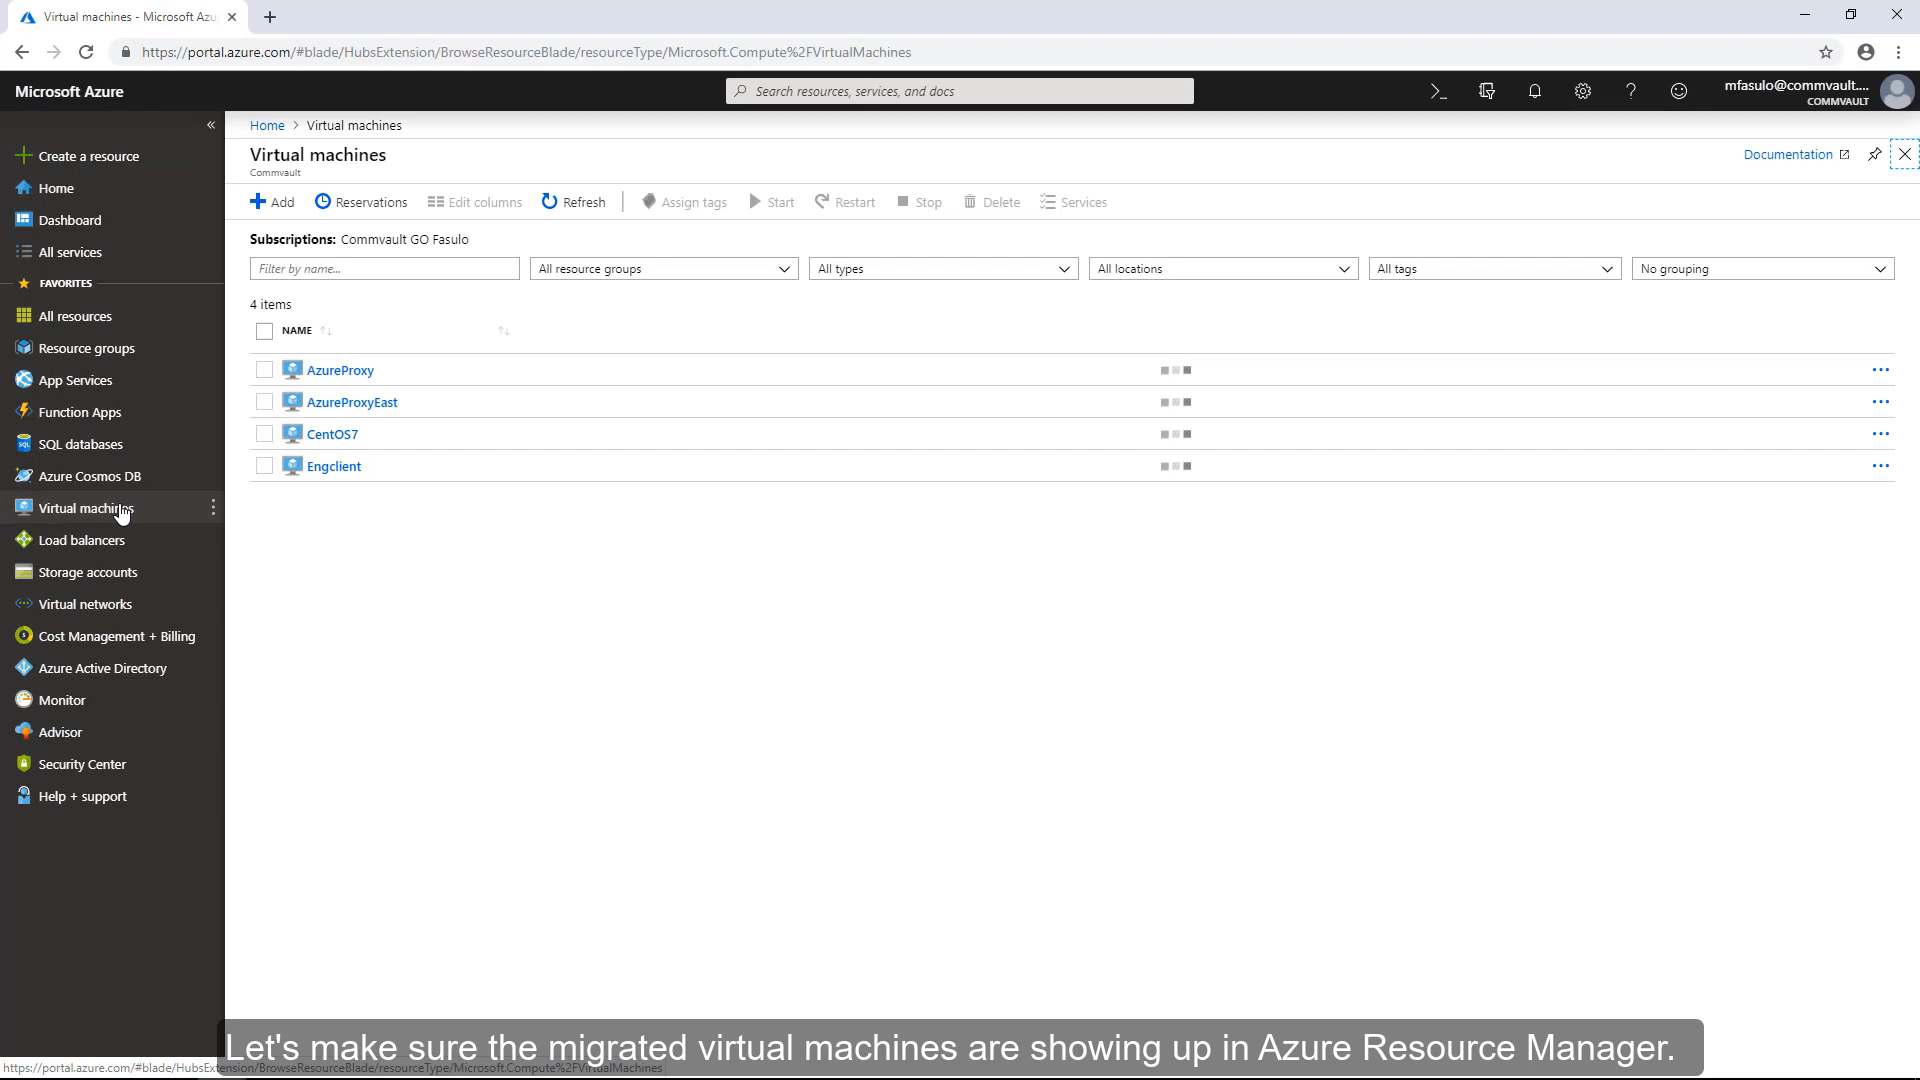 Virtual machines - Microsoft Azu
https://portal.azure.com/#blade/HubsExtension/BrowseResourceBlade/resourceType/Microsoft.Compute%2FVirtualMachines
Microsoft Azure
Search resources, services, and docs
mfasulo@commvault....
COMMVAULT
Create a resource
Home
Dashboard
All services
FAVORITES
All resources
Resource groups
App Services
Function Apps
SQL databases
Azure Cosmos DB
Virtual machines
Load balancers
Storage accounts
Virtual networks
Cost Management + Billing
Azure Active Directory
Monitor
Advisor
Security Center
Help + support
Home > Virtual machines
Virtual machines
Commvault
Documentation
Add Reservations Edit columns Refresh Assign tags Start Restart Stop Delete Services
Subscriptions: Commvault GO Fasulo
Filter by name... All resource groups All types All locations All tags No grouping
4 items
NAME
AzureProxy
AzureProxyEast
CentOS7
Engclient
Let's make sure the migrated virtual machines are showing up in Azure Resource Manager.
https://portal.azure.com/#blade/HubsExtension/BrowseResourceBlade/resourceType/Microsoft.Compute%2FVirtualMachines